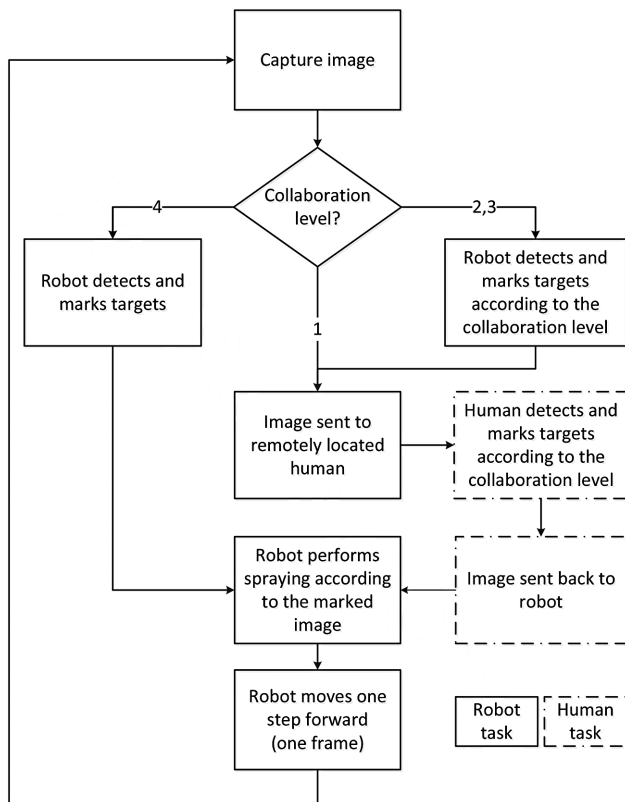 Capture image
Collaboration
level?
4
2,3
Robot detects and
marks targets
Robot detects and
marks targets
according to the
collaboration level
1
Image sent to
remotely located
human
Human detects and
marks targets
according to the
collaboration level
Robot performs
spraying according
to the marked
image
Image sent back to
robot
Robot moves one
step forward
(one frame)
Robot
task
Human
task